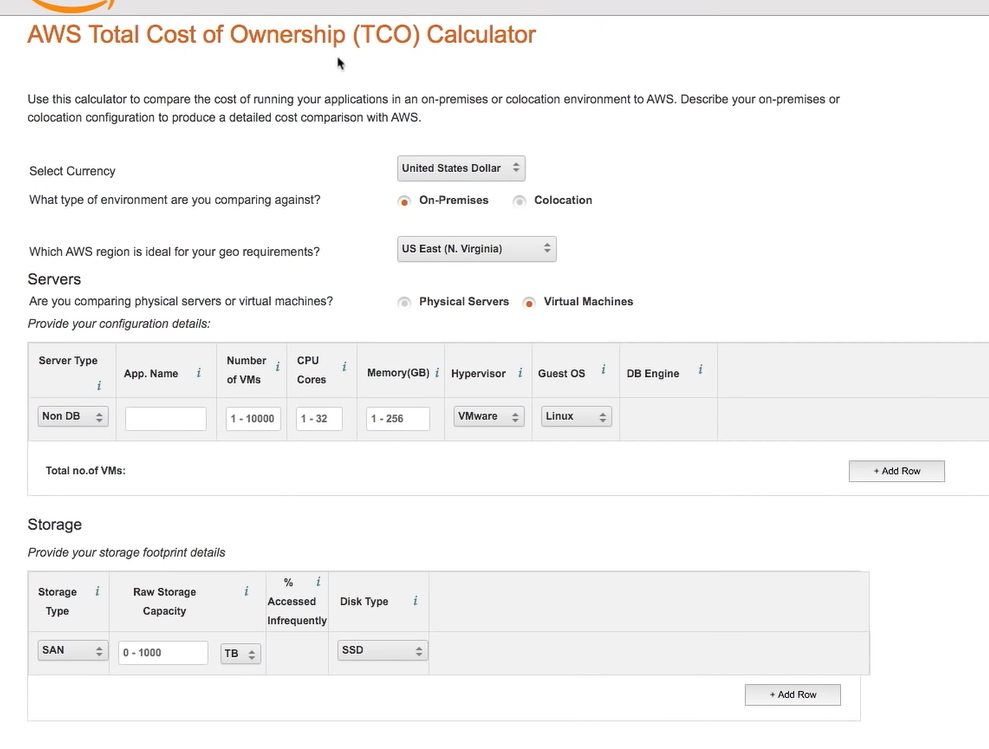 AWS Total Cost of Ownership (TCO) Calculator
Use this calculator to compare the cost of running your applications in an on-premises or colocation environment to AWS. Describe your on-premises or
colocation configuration to produce a detailed cost comparison with AWS.
Select Currency United States Dollar
What type of environment are you comparing against? On-Premises Colocation
Which AWS region is ideal for your geo requirements? US East (N. Virginia)
Servers
Are you comparing physical servers or virtual machines? Physical Servers Virtual Machines
Provide your configuration details:
Server Type i
App. Name i
Number of VMs i
CPU Cores i
Memory(GB) i
Hypervisor i
Guest OS i
DB Engine i
Non DB 1 - 10000 1 - 32 1 - 256 VMware Linux
Total no.of VMs: + Add Row
Storage
Provide your storage footprint details
Storage Type i
Raw Storage Capacity i
% Accessed Infrequently i
Disk Type i
SAN 0 - 1000 TB SSD
+ Add Row